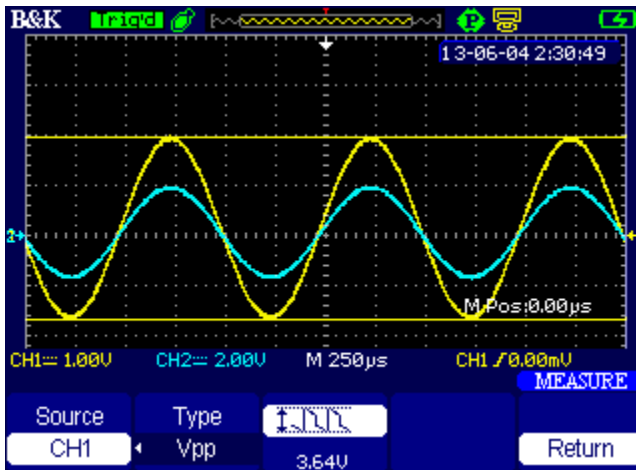 B&K Trig'd P
13-06-04 2:30:49
M Pos:0.00µs
CH1 1.00V CH2 2.00V M 250µs CH1 0.00mV
MEASURE
Source Type
CH1 Vpp 3.64V Return